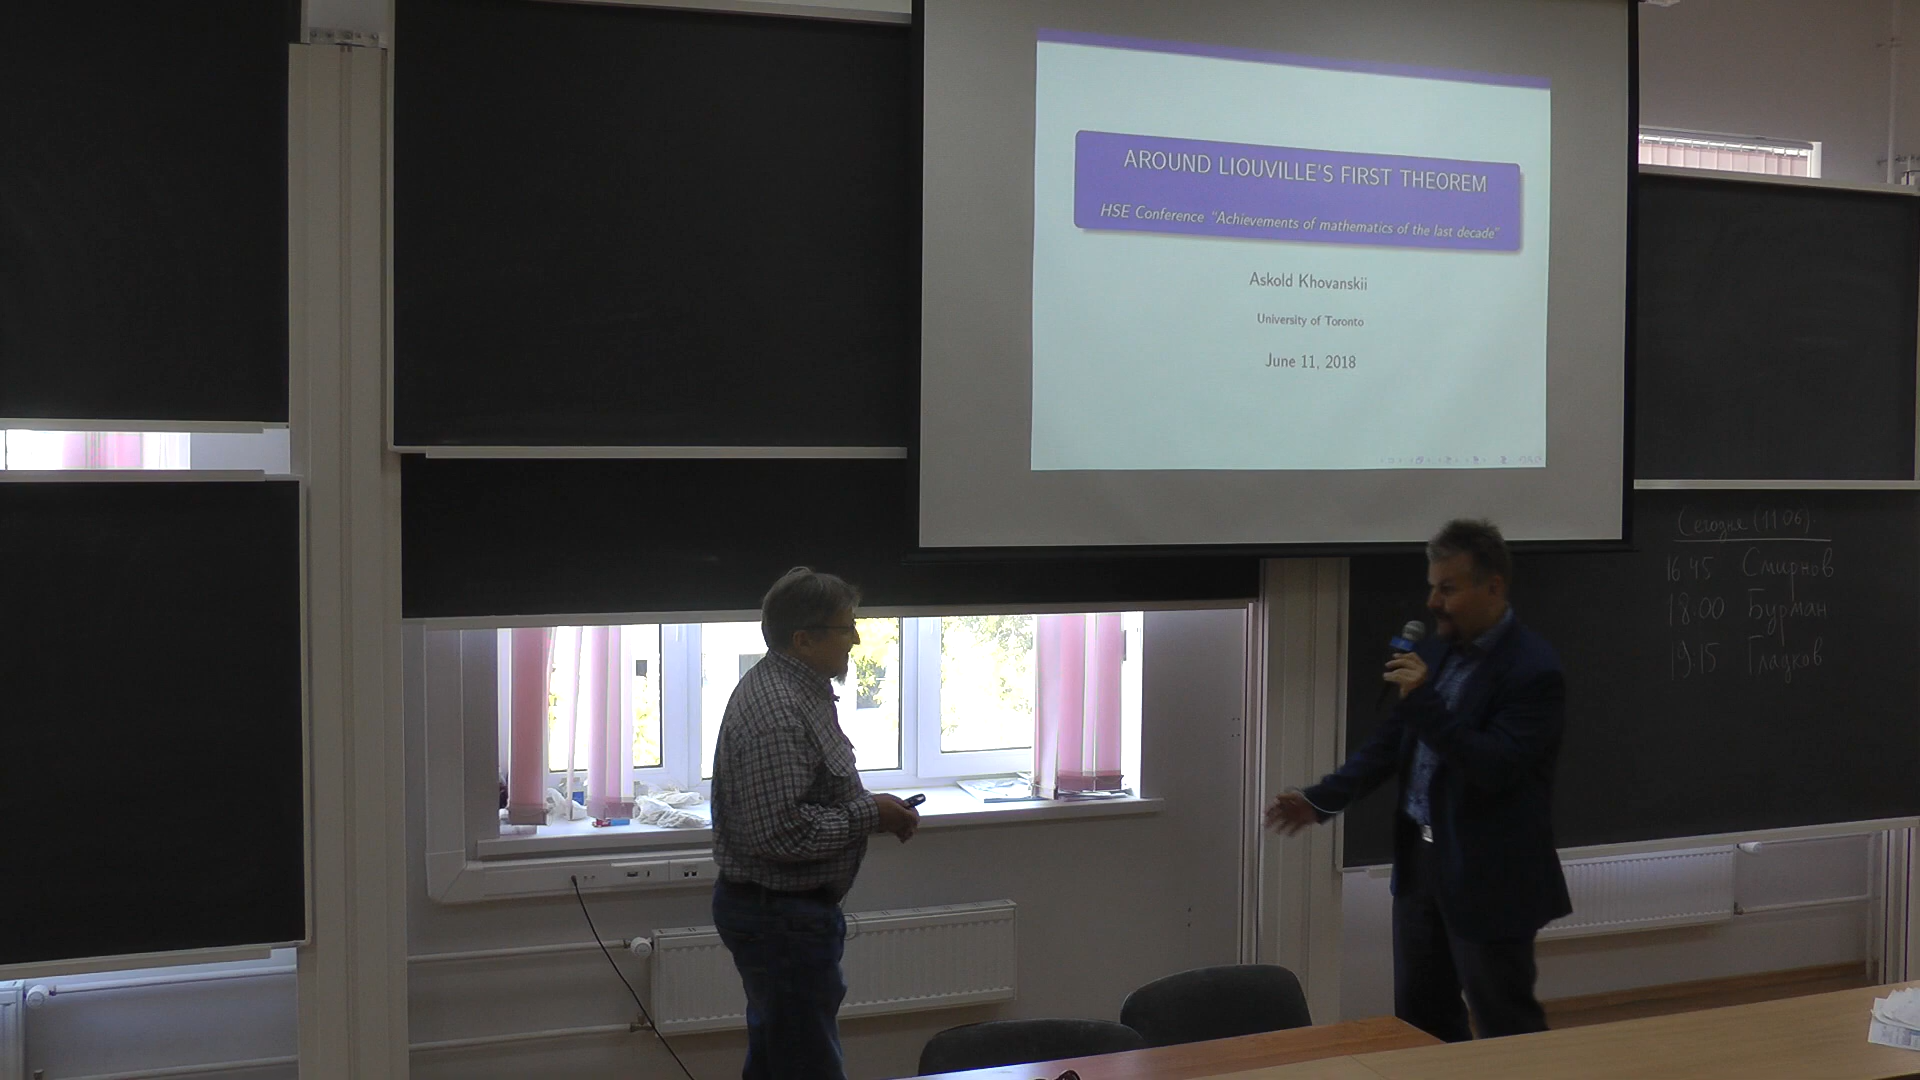 AROUND LIOUVILLE'S FIRST THEOREM
HSE Conference "Achievements of mathematics of the last decade"
Askold Khovanskii
University of Toronto
June 11, 2018
Сегодня (11 06)
16 45 Смирнов
18:00 Бурман
19:15 Гладков